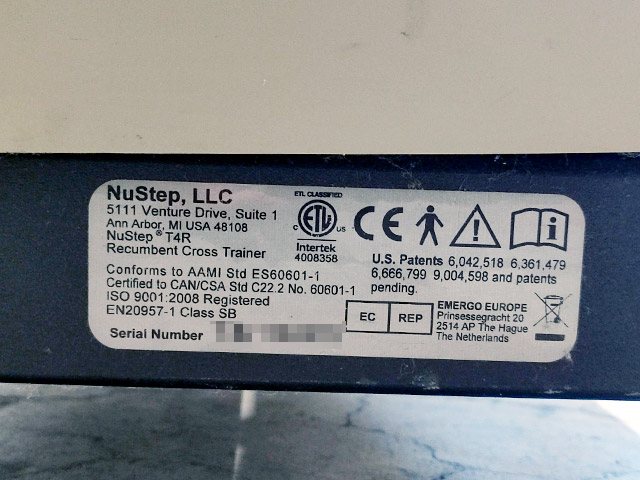 NuStep, LLC
5111 Venture Drive, Suite 1
Ann Arbor, MI USA 48108
NuStep® T4R
Recumbent Cross Trainer
Conforms to AAMI Std ES60601-1
Certified to CAN/CSA Std C22.2 No. 60601-1
ISO 9001:2008 Registered
EN20957-1 Class SB
Serial Number
ETL CLASSIFIED
C ETL US
Intertek
4008358
CE
U.S. Patents 6,042,518 6,361,479
6,666,799 9,004,598 and patents
pending.
EC REP
EMERGO EUROPE
Prinsessegracht 20
2514 AP The Hague
The Netherlands